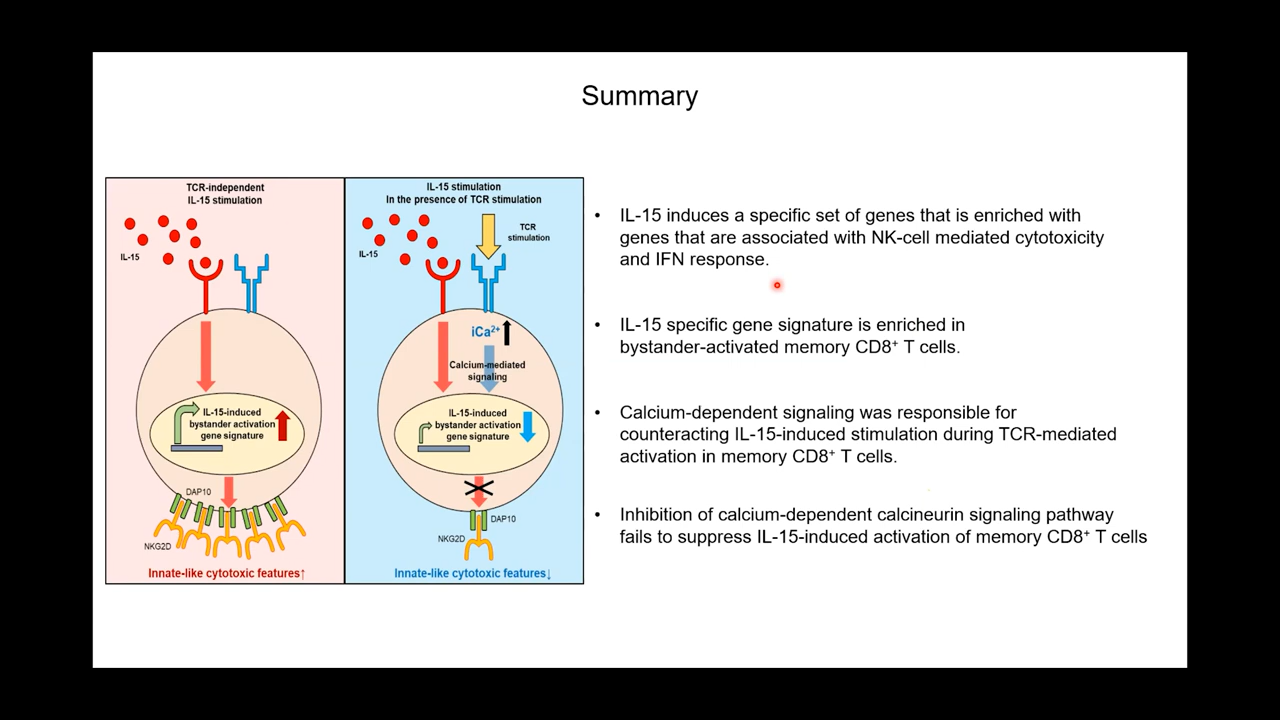 Summary
TCR-independent
IL-15 stimulation
IL-15
IL-15-induced
bystander activation
gene signature
DAP10
NKG2D
Innate-like cytotoxic features↑
IL-15 stimulation
In the presence of TCR stimulation
TCR
stimulation
IL-15
iCa²⁺
Calcium-mediated
signaling
IL-15-induced
bystander activation
gene signature
DAP10
NKG2D
Innate-like cytotoxic features↓
• IL-15 induces a specific set of genes that is enriched with
genes that are associated with NK-cell mediated cytotoxicity
and IFN response.
• IL-15 specific gene signature is enriched in
bystander-activated memory CD8⁺ T cells.
• Calcium-dependent signaling was responsible for
counteracting IL-15-induced stimulation during TCR-mediated
activation in memory CD8⁺ T cells.
• Inhibition of calcium-dependent calcineurin signaling pathway
fails to suppress IL-15-induced activation of memory CD8⁺ T cells